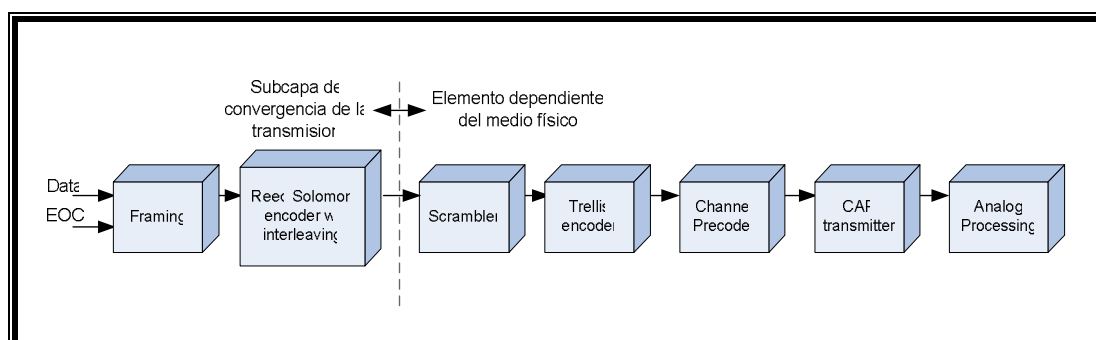 Subcapa de
convergencia de la
transmision
Elemento dependiente
del medio físico
Data
EOC
Framing
Reed Solomon
encoder w
interleaving
Scrambler
Trellis
encoder
Channel
Precoder
CAP
transmitter
Analog
Processing